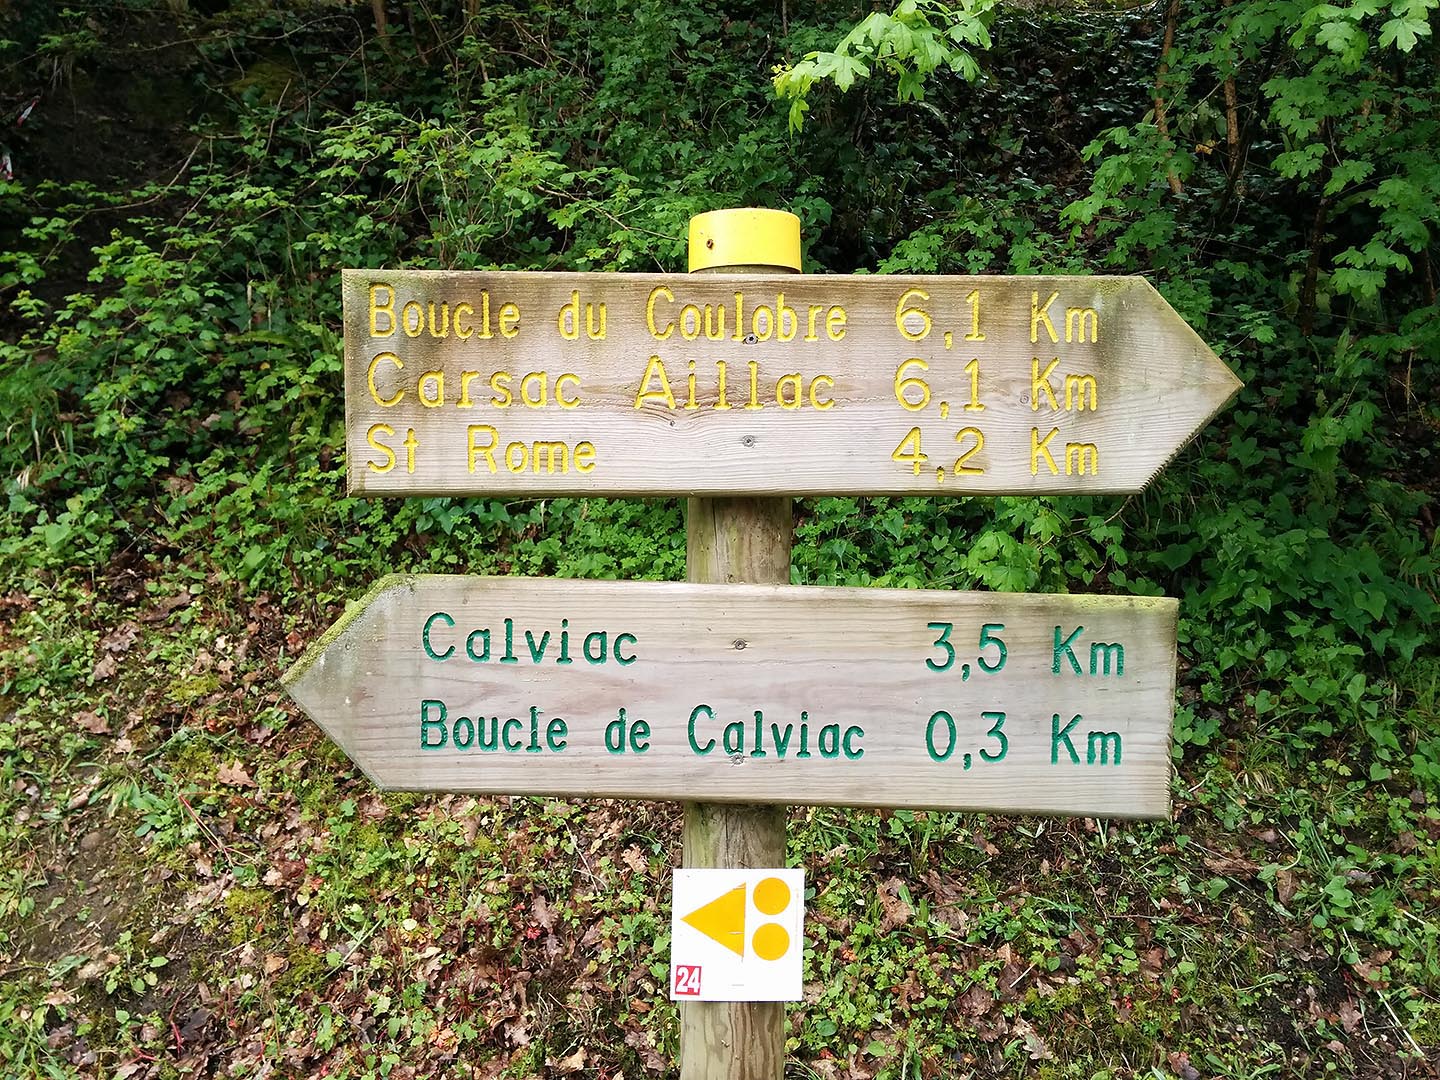 Boucle du Coulobre 6,1 Km
Carsac Aillac 6,1 Km
St Rome 4,2 Km
Calviac 3,5 Km
Boucle de Calviac 0,3 Km
24